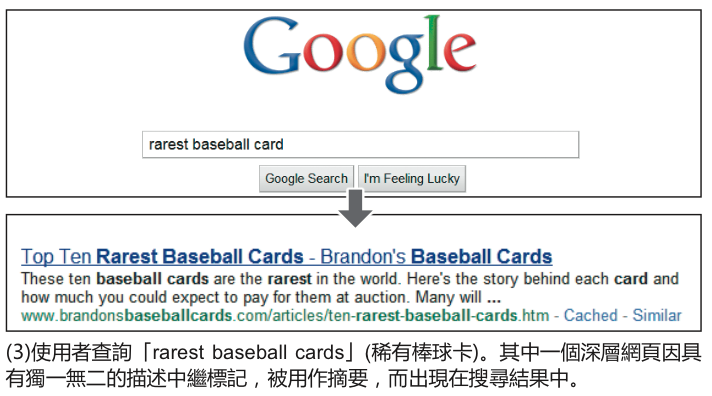 Google
rarest baseball card
Google Search I'm Feeling Lucky
Top Ten Rarest Baseball Cards - Brandon's Baseball Cards
These ten baseball cards are the rarest in the world. Here's the story behind each card and
how much you could expect to pay for them at auction. Many will ...
www.brandonsbaseballcards.com/articles/ten-rarest-baseball-cards.htm - Cached - Similar
(3)使用者查詢「rarest baseball cards」(稀有棒球卡)。其中一個深層網頁因具
有獨一無二的描述中繼標記，被用作摘要，而出現在搜尋結果中。